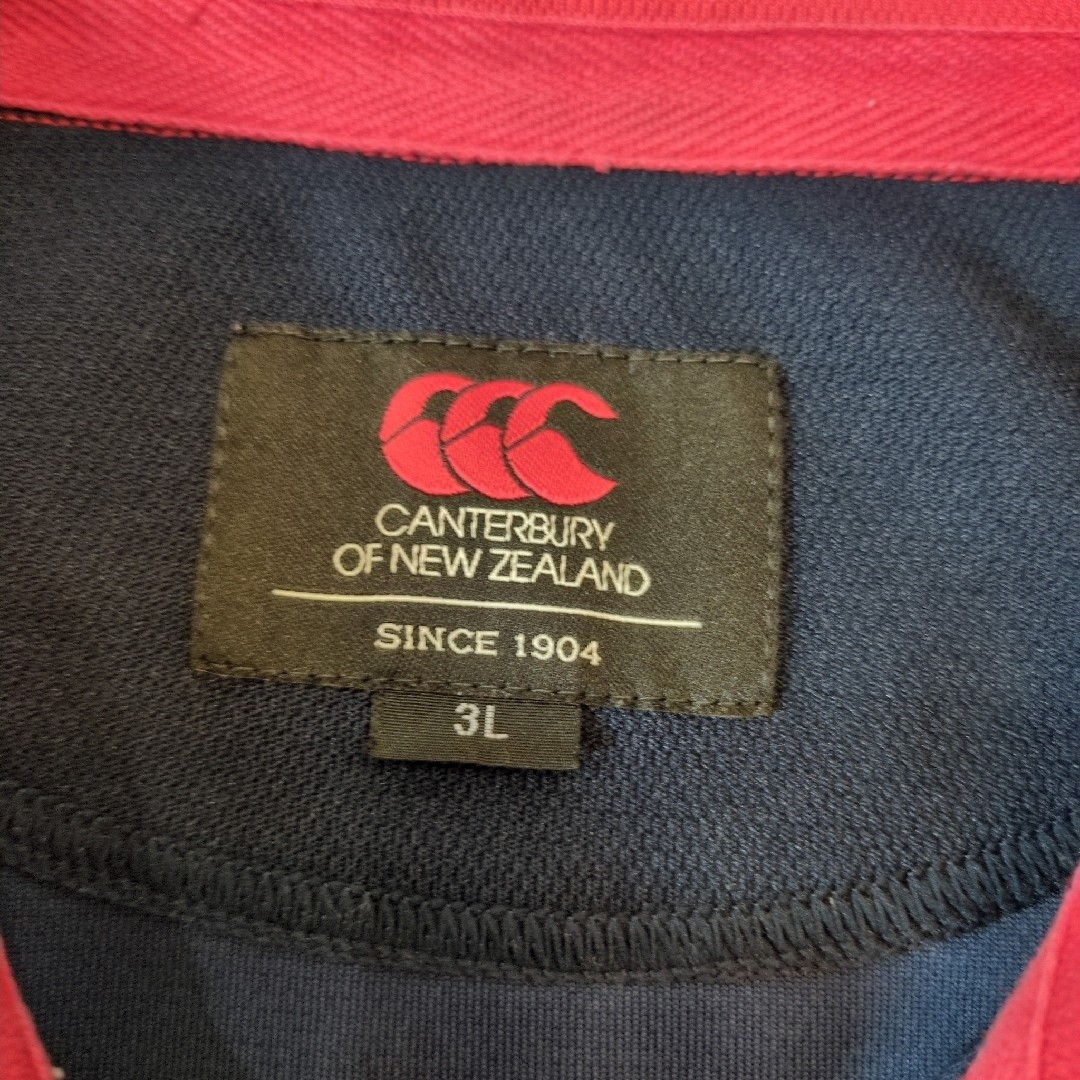 CANTERBURY
OF NEW ZEALAND
SINCE 1904
3L